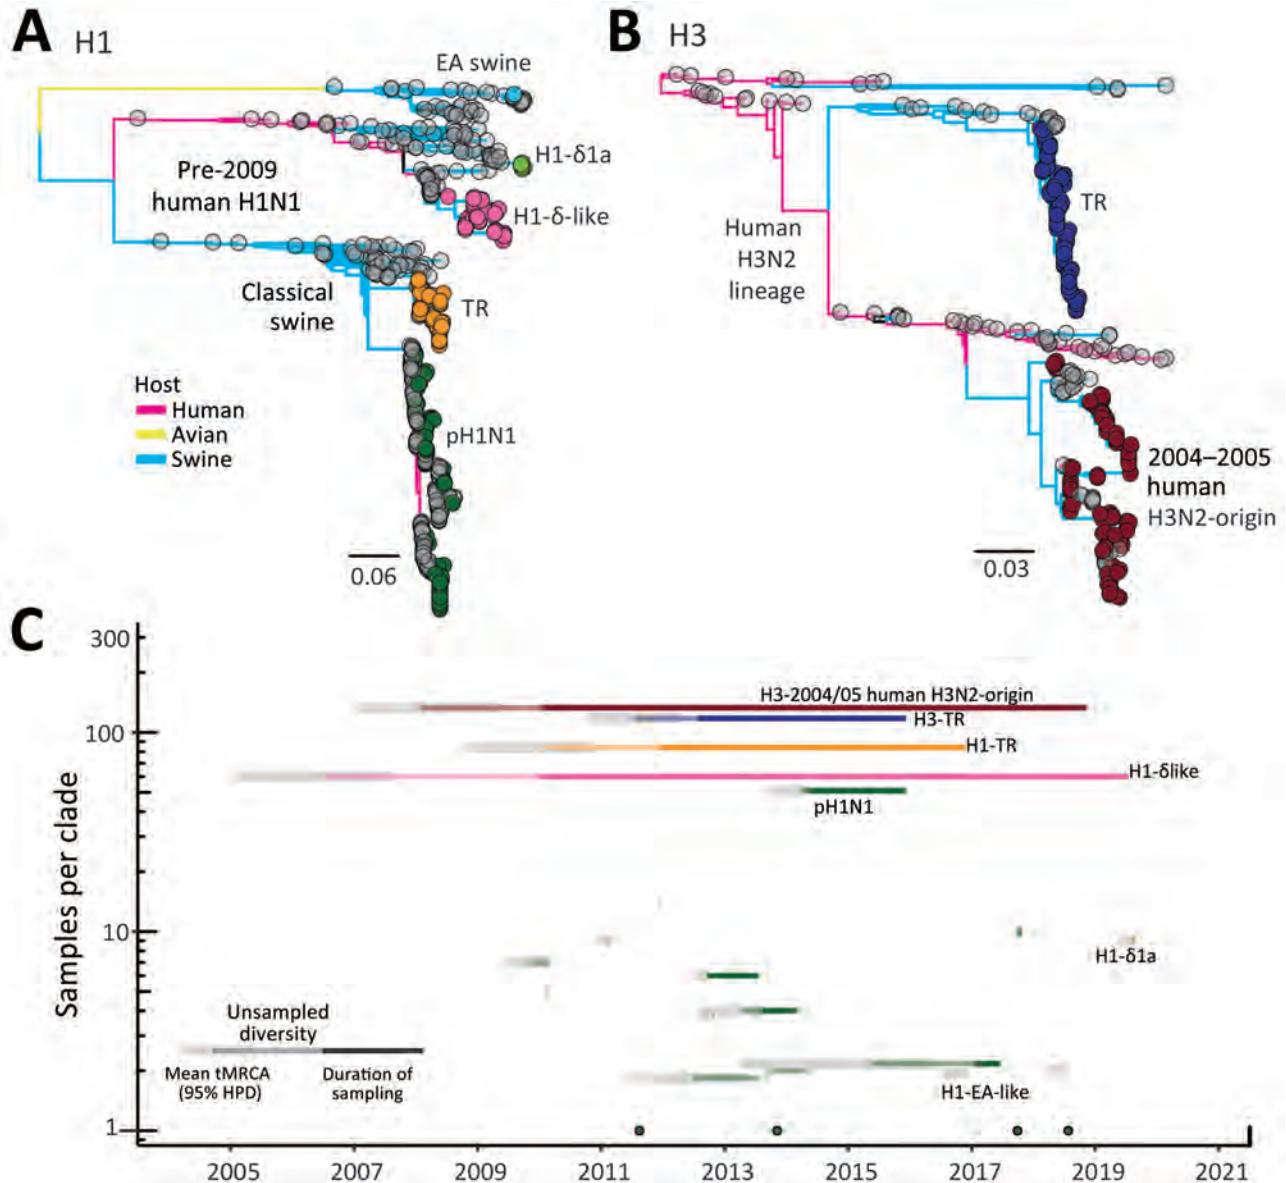 A
H1
EA swine
H1-δ1a
Pre-2009
human H1N1
H1-δ-like
Classical
swine
TR
Host
Human
Avian
Swine
pH1N1
0.06
B
H3
TR
Human
H3N2
lineage
2004–2005
human
H3N2-origin
0.03
C
300
100
10
1
Samples per clade
H3-2004/05 human H3N2-origin
H3-TR
H1-TR
H1-δlike
pH1N1
H1-δ1a
Unsampled
diversity
Mean tMRCA
(95% HPD)
Duration of
sampling
H1-EA-like
2005 2007 2009 2011 2013 2015 2017 2019 2021